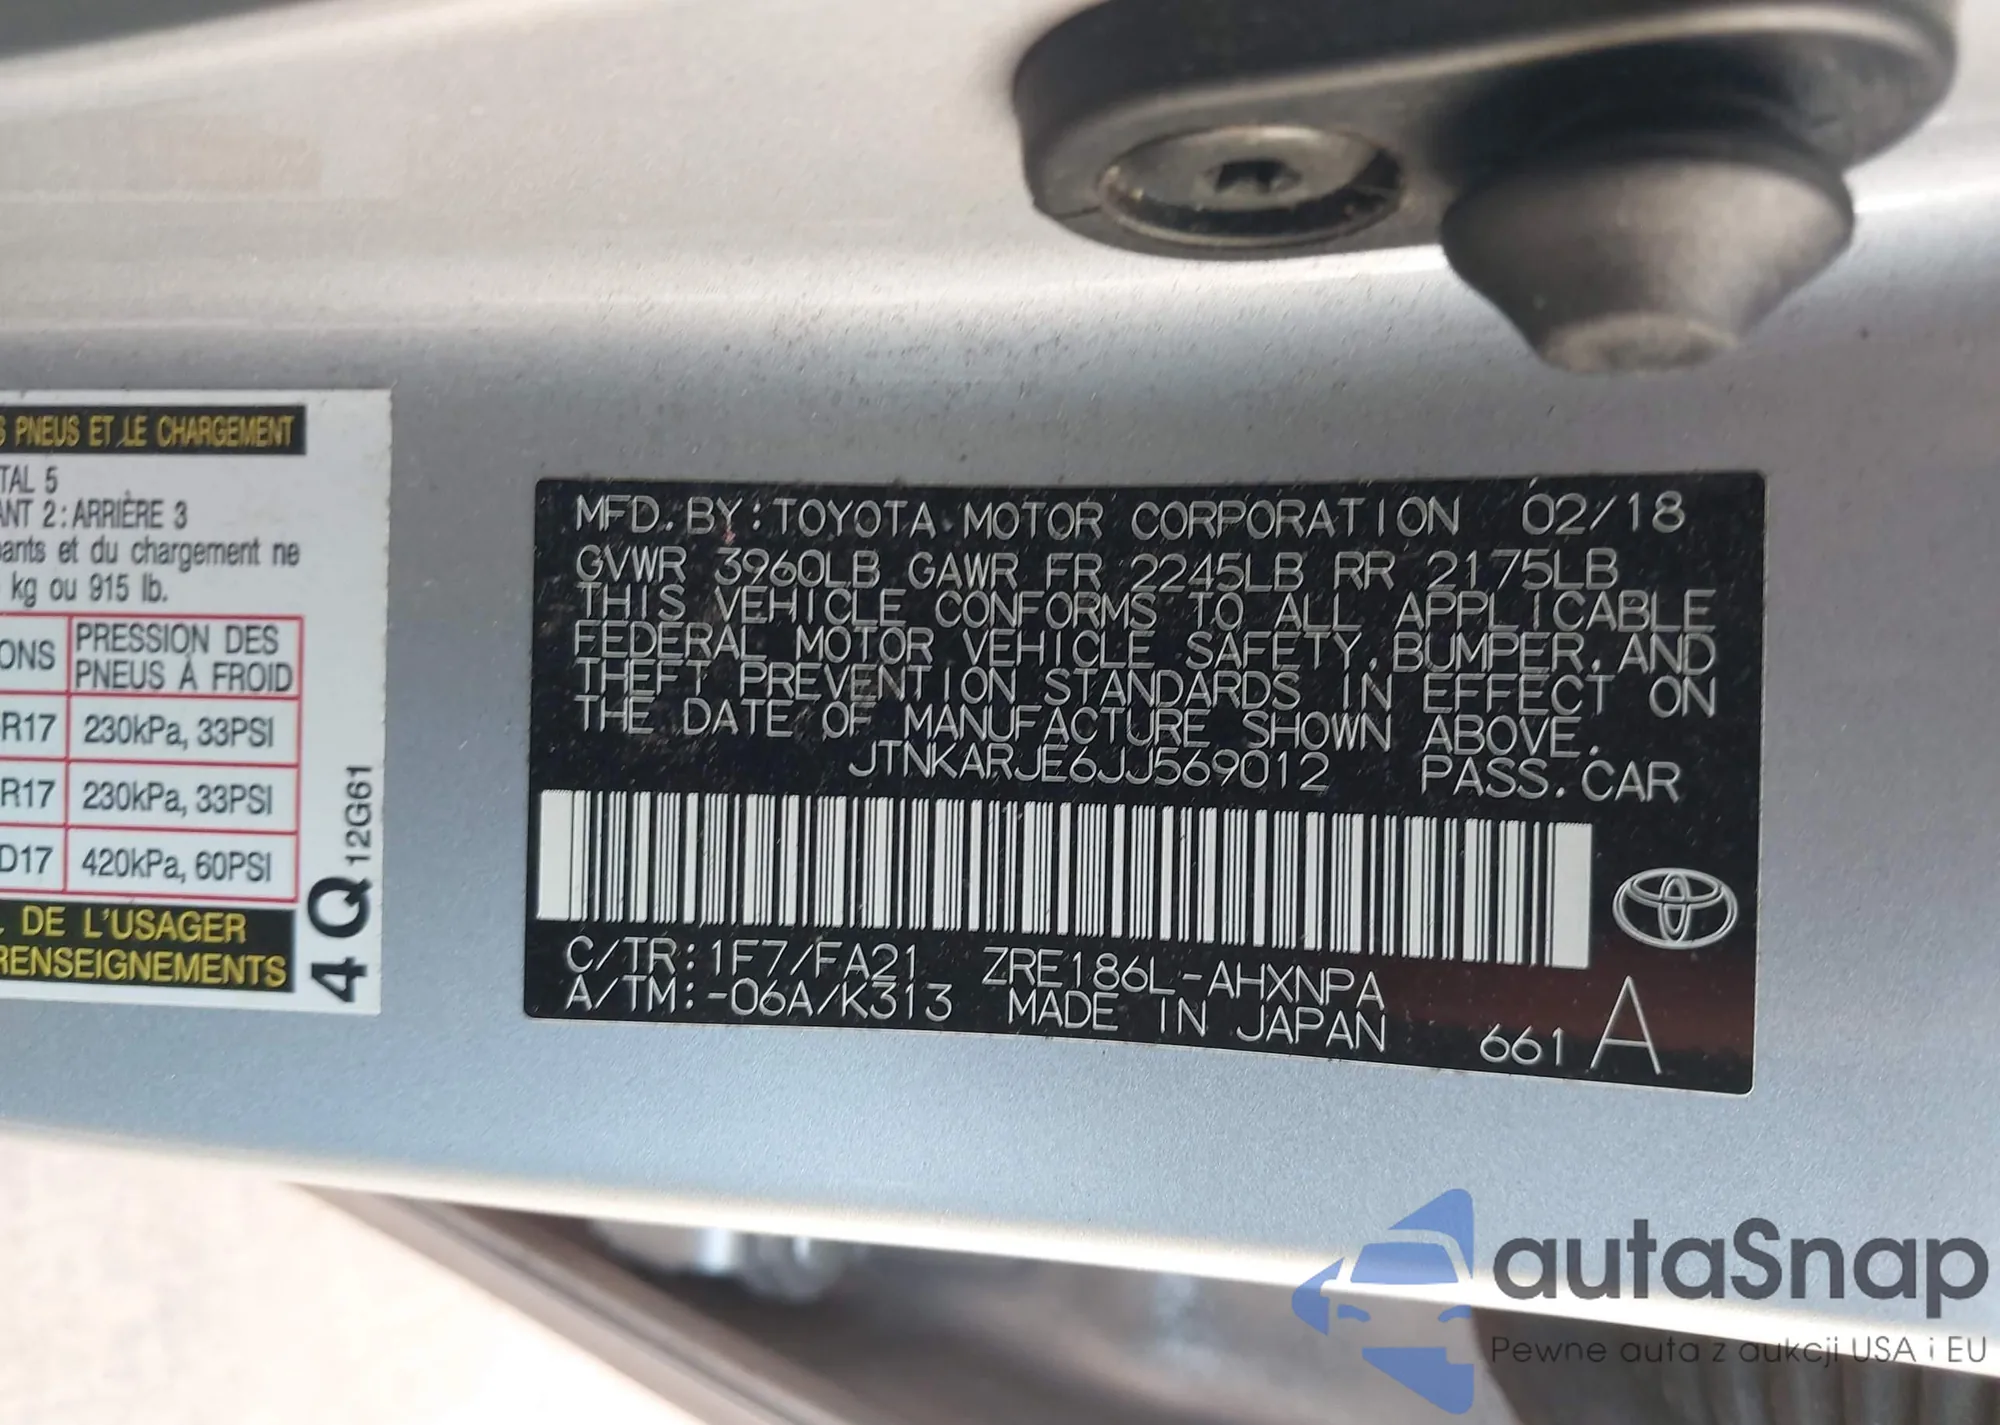 S PNEUS ET LE CHARGEMENT
TAL 5
ANT 2 : ARRIÈRE 3
pants et du chargement ne
kg ou 915 lb.
ONS PRESSION DES
PNEUS À FROID
R17 230kPa, 33PSI
R17 230kPa, 33PSI
D17 420kPa, 60PSI
DE L'USAGER
RENSEIGNEMENTS
4Q 12G61
MFD. BY: TOYOTA MOTOR CORPORATION 02/18
GVWR 3960LB GAWR FR 2245LB RR 2175LB
THIS VEHICLE CONFORMS TO ALL APPLICABLE
FEDERAL MOTOR VEHICLE SAFETY, BUMPER, AND
THEFT PREVENTION STANDARDS IN EFFECT ON
THE DATE OF MANUFACTURE SHOWN ABOVE.
JTNKARJE6JJ569012 PASS. CAR
C/TR: 1F7/FA21 ZRE186L-AHXNPA
A/TM: -06A/K313 MADE IN JAPAN 661 A
autaSnap
Pewne auta z aukcji USA i EU